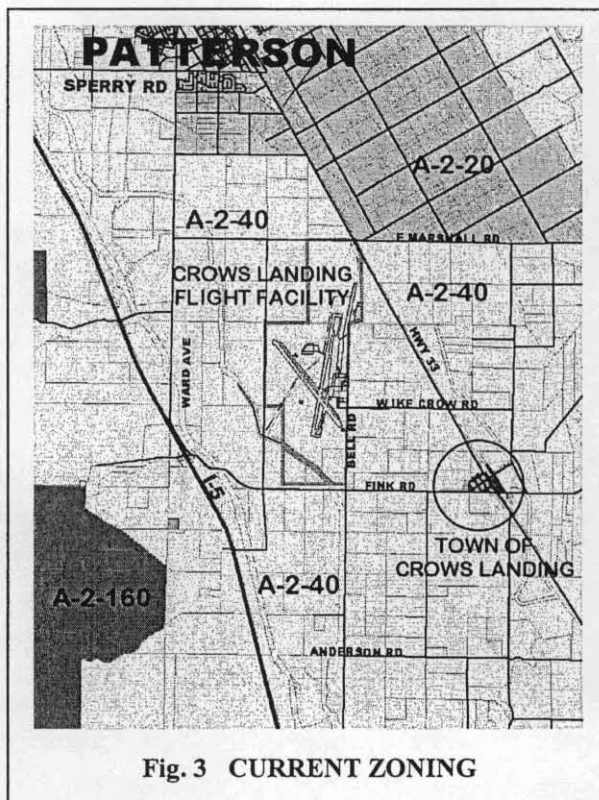 PATTERSON
SPERRY RD
A-2-20
A-2-40
E MARSHALL RD
CROWS LANDING
FLIGHT FACILITY
A-2-40
WARD AVE
HWY 33
W IKE CROW RD
BELL RD
I-5
FINK RD
TOWN OF
CROWS LANDING
A-2-160
A-2-40
ANDERSON RD
Fig. 3 CURRENT ZONING